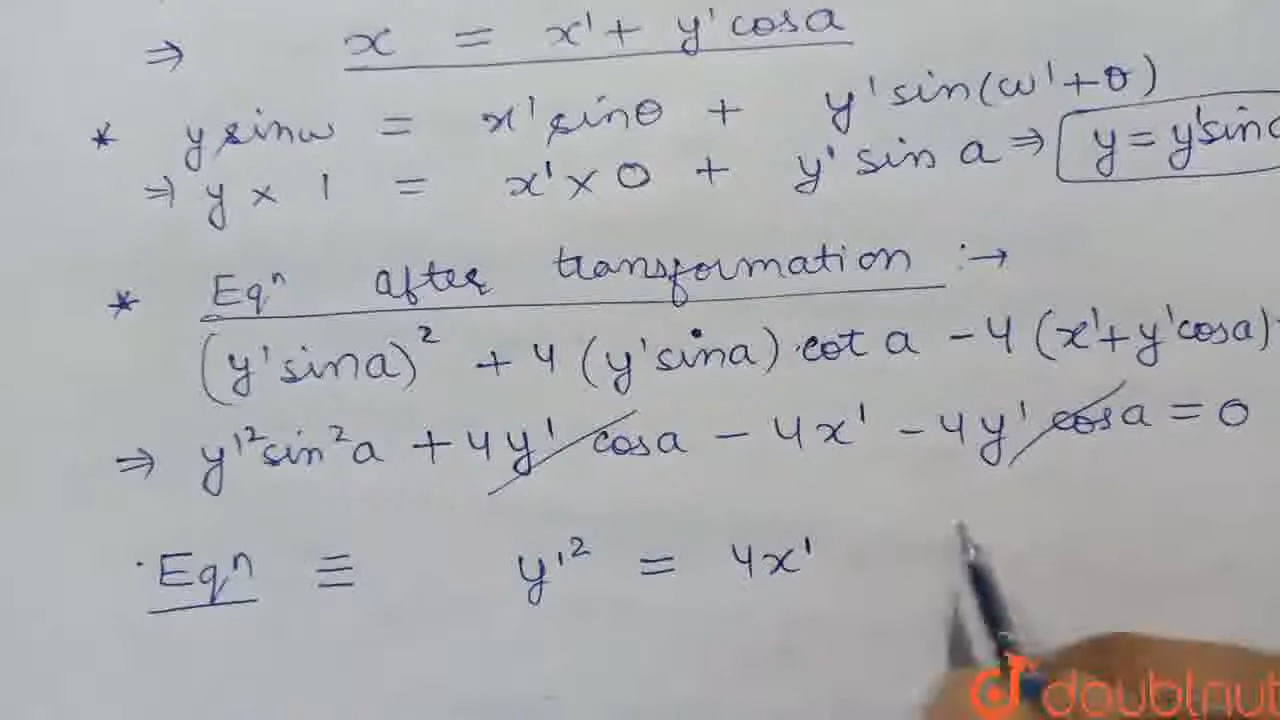 ⇒ x = x' + y' cos a
* y sin ω = x' sin θ + y' sin(ω' + θ)
⇒ y × 1 = x' × 0 + y' sin a ⇒ y = y' sin
* Eqⁿ after transformation :→
(y' sin a)² + 4 (y' sin a) · cot a - 4 (x' + y' cos a)
⇒ y'² sin² a + 4y' cos a - 4x' - 4y' cos a = 0
Eqⁿ ≡ y'² = 4x'
doubtnut